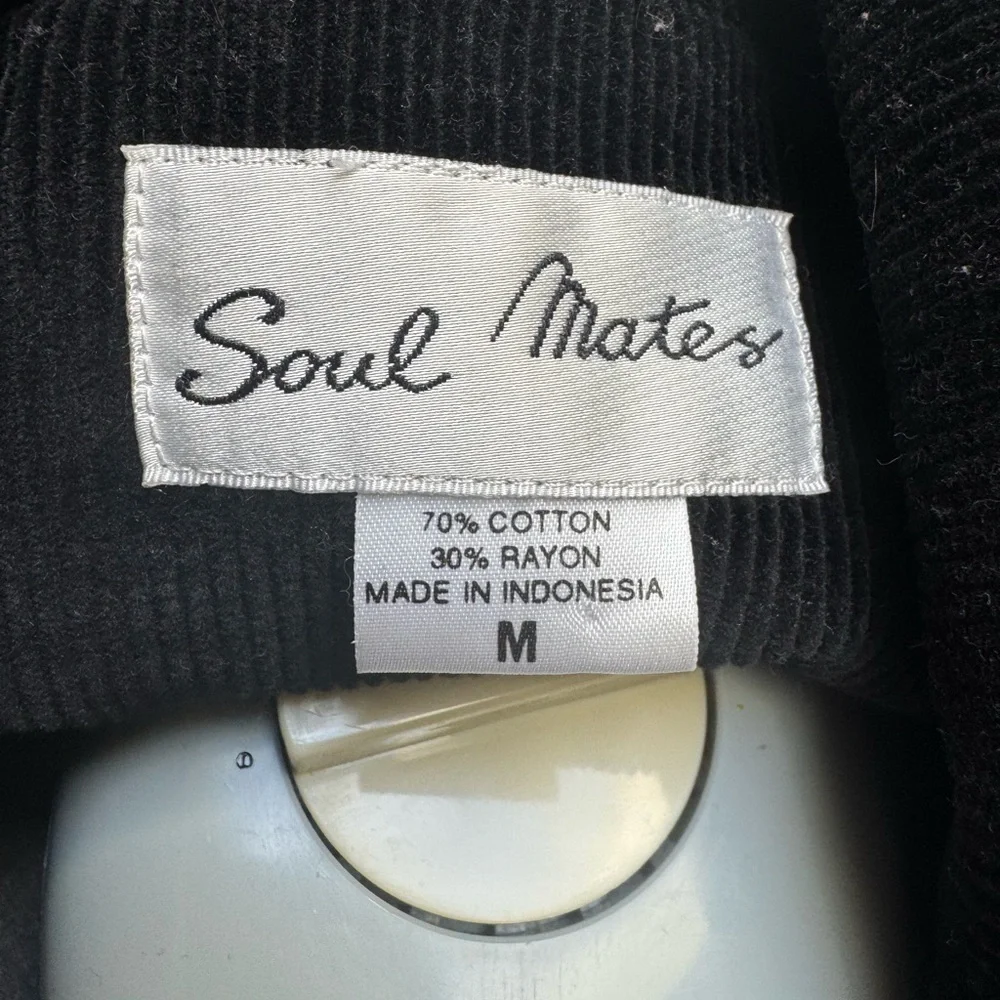 Soul Mates
70% COTTON
30% RAYON
MADE IN INDONESIA
M